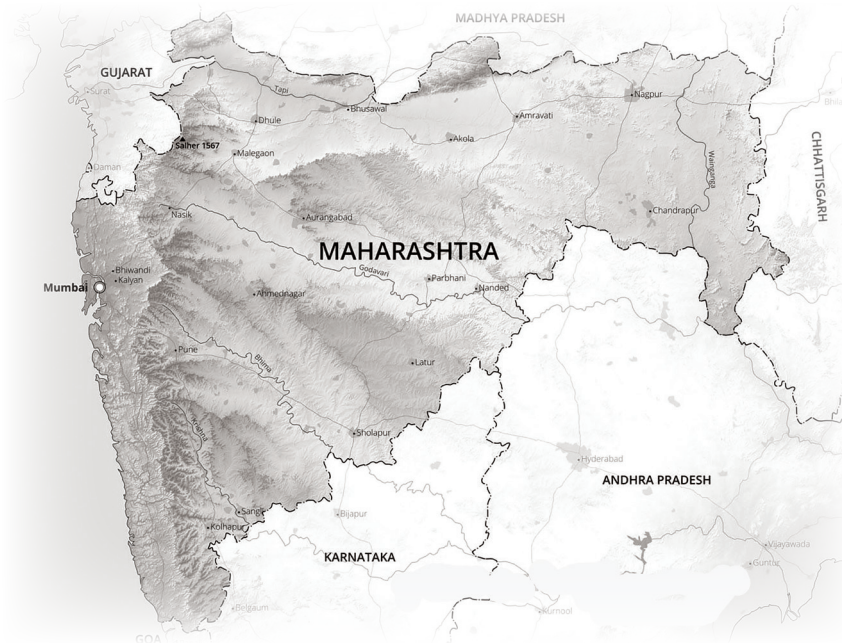 MADHYA PRADESH
GUJARAT
Surat
Tapi
Bhusawal
Dhule
Nagpur
Amravati
Akola
Salher 1567
Malegaon
Daman
Wainganga
CHHATTISGARH
Nasik
Aurangabad
Chandrapur
MAHARASHTRA
Godavari
Bhiwandi
Kalyan
Parbhani
Mumbai
Nanded
Ahmednagar
Pune
Bhima
Latur
Krishna
Sholapur
Hyderabad
ANDHRA PRADESH
Sangli
Bijapur
Kolhapur
KARNATAKA
Vijayawada
Guntur
Belgaum
Kurnool
GOA